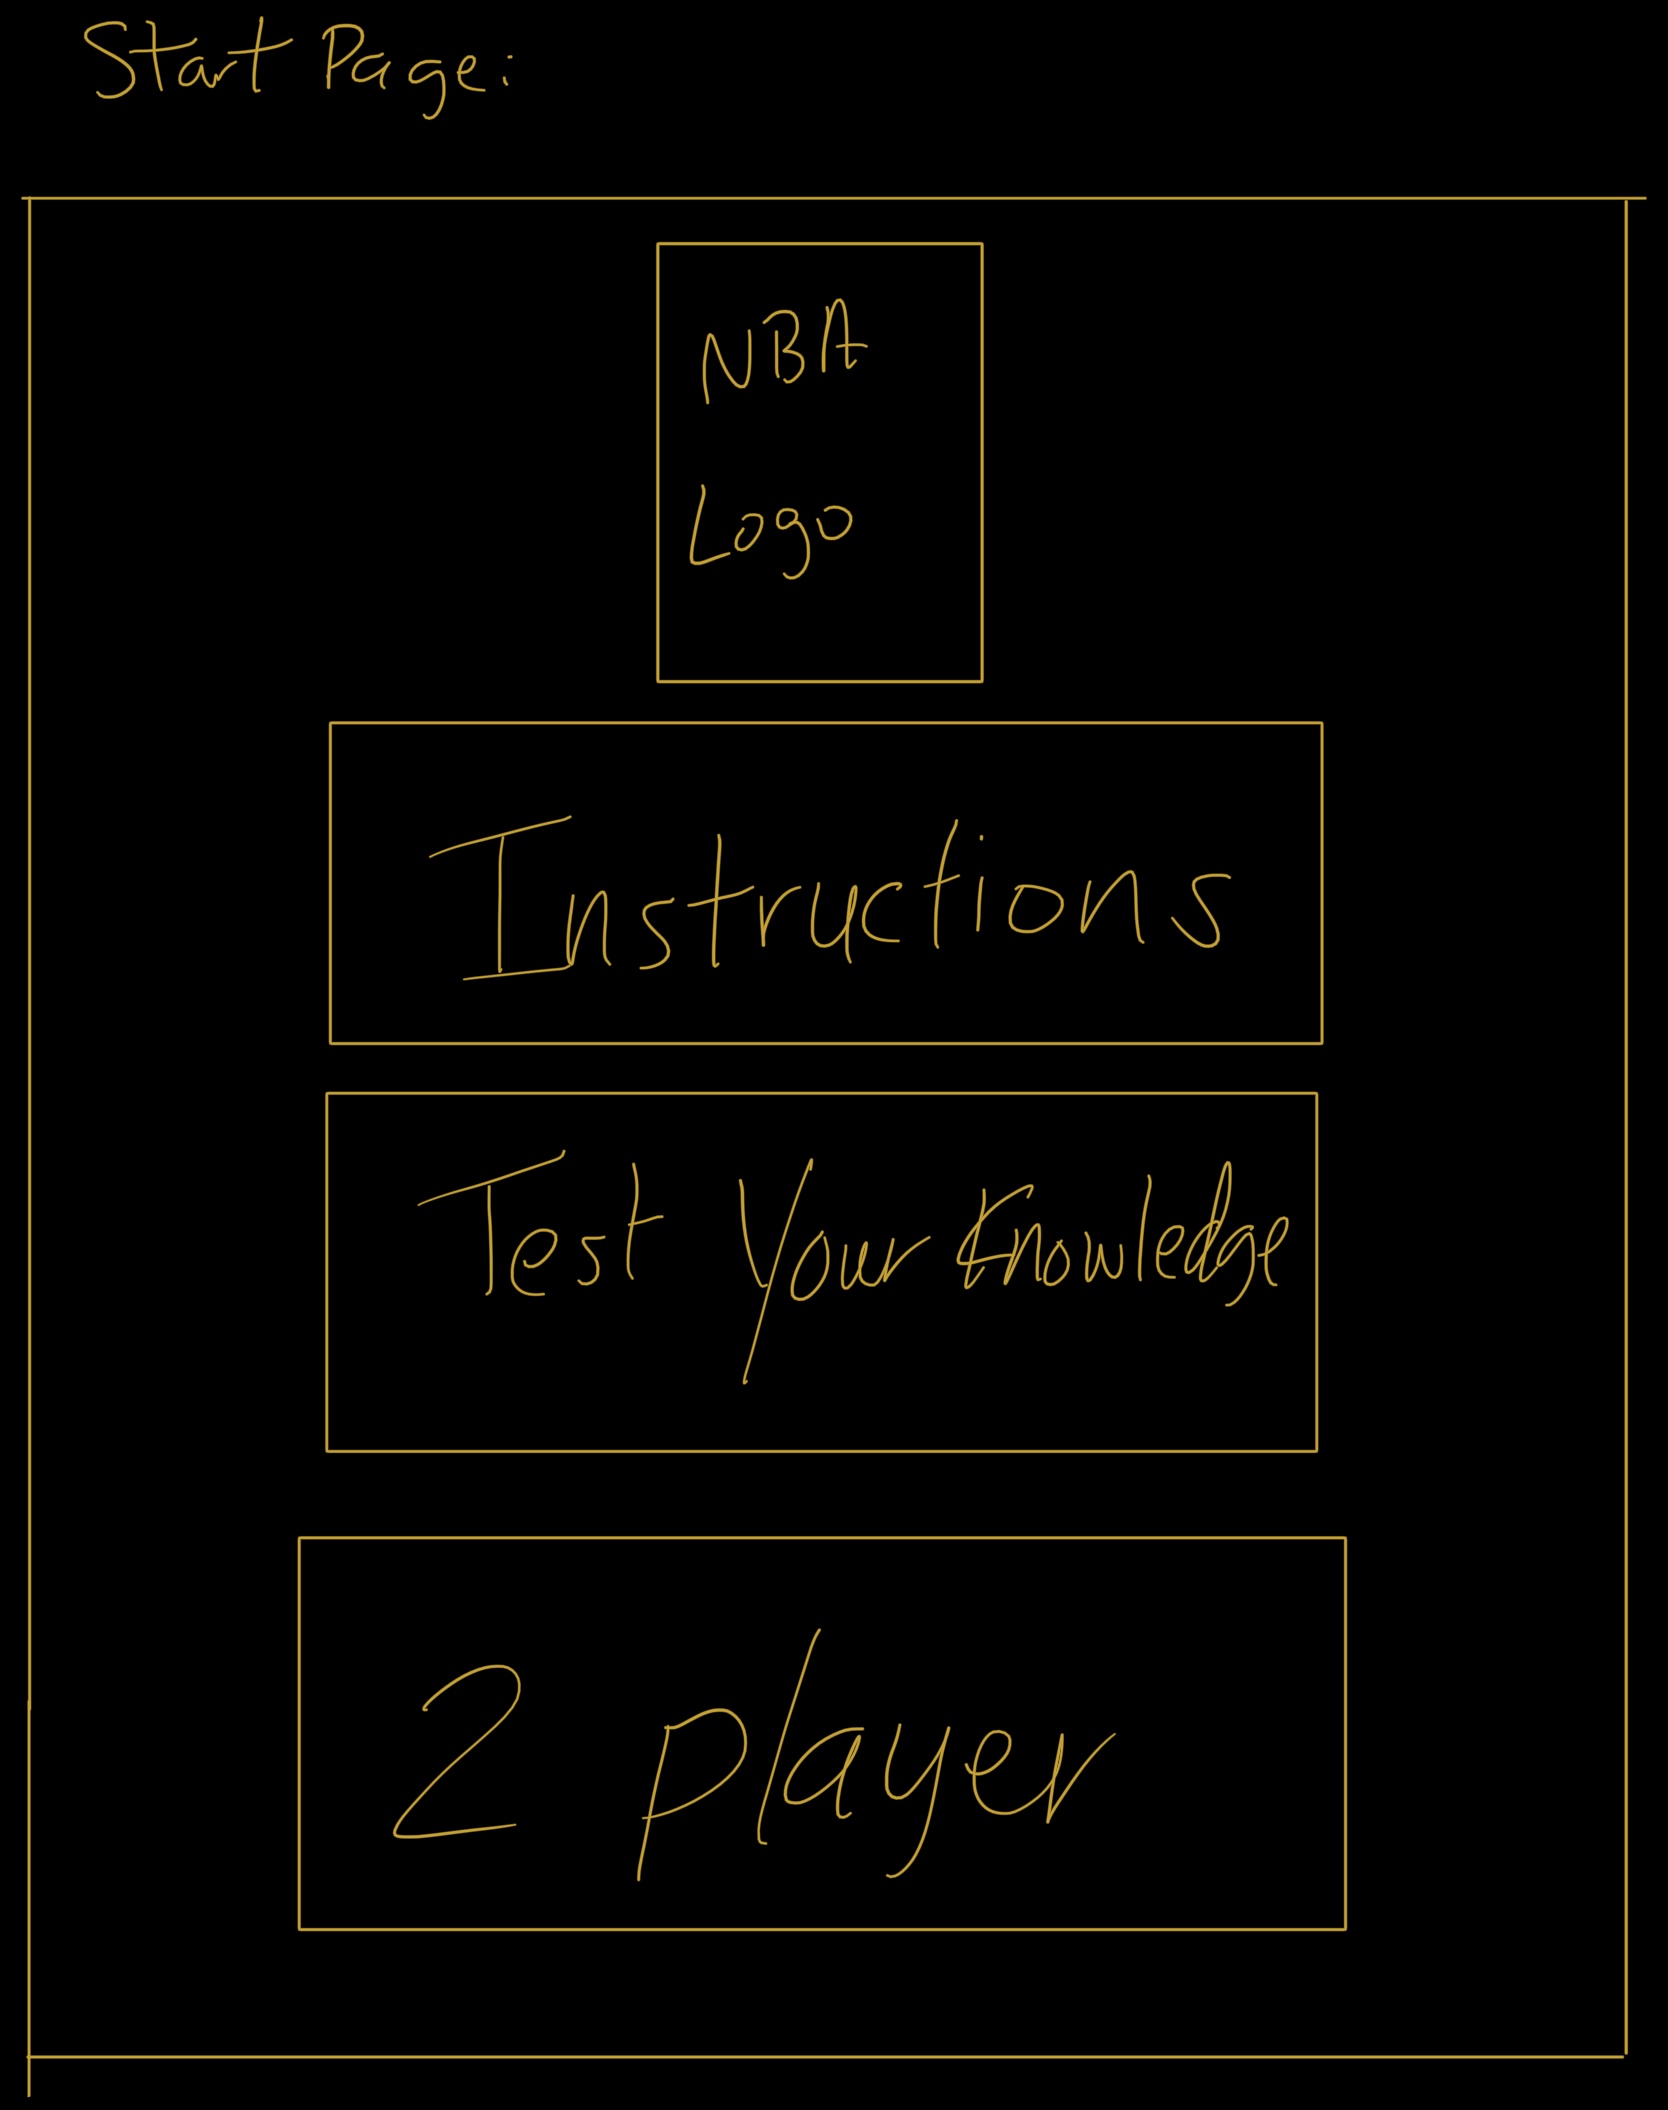 Start Page:
NBA
Logo
Instructions
Test Your Knowledge
2 player